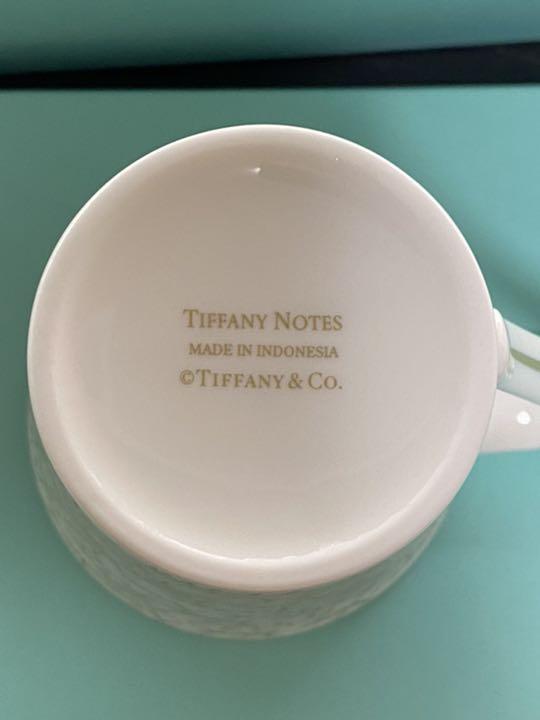 TIFFANY NOTES
MADE IN INDONESIA
©TIFFANY & CO.